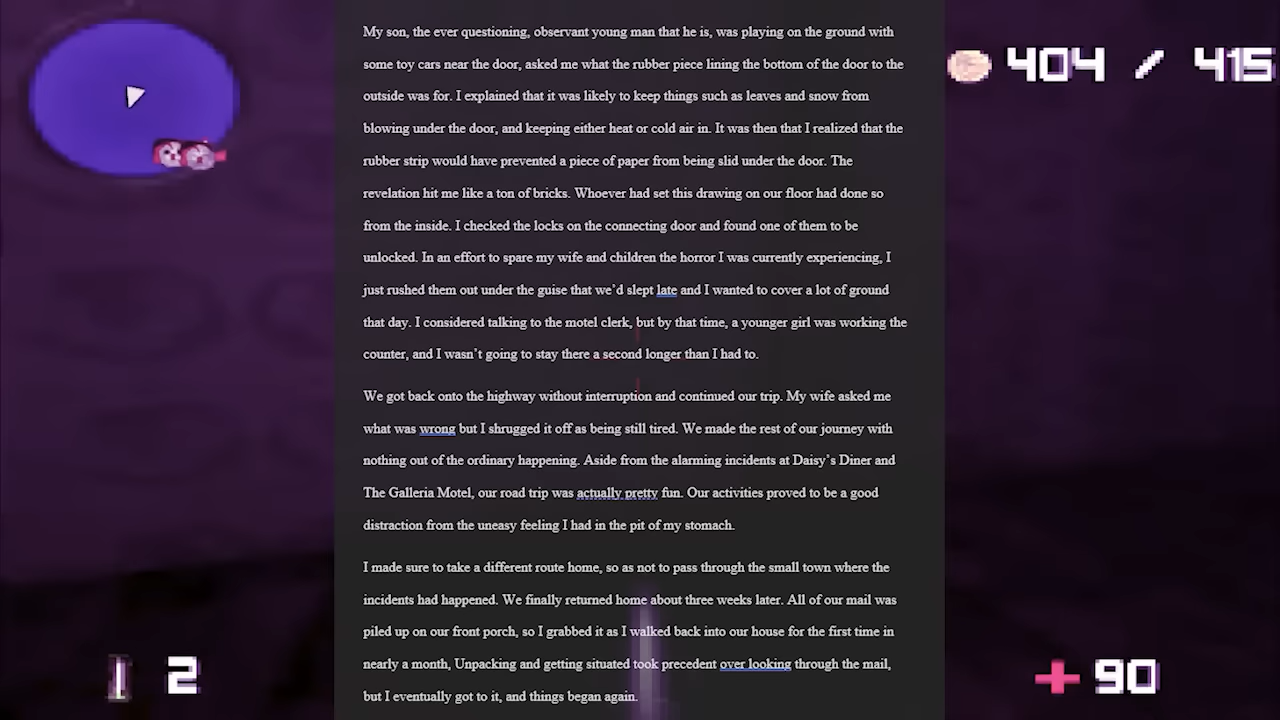 404 / 415
My son, the ever questioning, observant young man that he is, was playing on the ground with
some toy cars near the door, asked me what the rubber piece lining the bottom of the door to the
outside was for. I explained that it was likely to keep things such as leaves and snow from
blowing under the door, and keeping either heat or cold air in. It was then that I realized that the
rubber strip would have prevented a piece of paper from being slid under the door. The
revelation hit me like a ton of bricks. Whoever had set this drawing on our floor had done so
from the inside. I checked the locks on the connecting door and found one of them to be
unlocked. In an effort to spare my wife and children the horror I was currently experiencing, I
just rushed them out under the guise that we’d slept late and I wanted to cover a lot of ground
that day. I considered talking to the motel clerk, but by that time, a younger girl was working the
counter, and I wasn’t going to stay there a second longer than I had to.
We got back onto the highway without interruption and continued our trip. My wife asked me
what was wrong but I shrugged it off as being still tired. We made the rest of our journey with
nothing out of the ordinary happening. Aside from the alarming incidents at Daisy’s Diner and
The Galleria Motel, our road trip was actually pretty fun. Our activities proved to be a good
distraction from the uneasy feeling I had in the pit of my stomach.
I made sure to take a different route home, so as not to pass through the small town where the
incidents had happened. We finally returned home about three weeks later. All of our mail was
piled up on our front porch, so I grabbed it as I walked back into our house for the first time in
nearly a month, Unpacking and getting situated took precedent over looking through the mail,
but I eventually got to it, and things began again.
2
+ 90